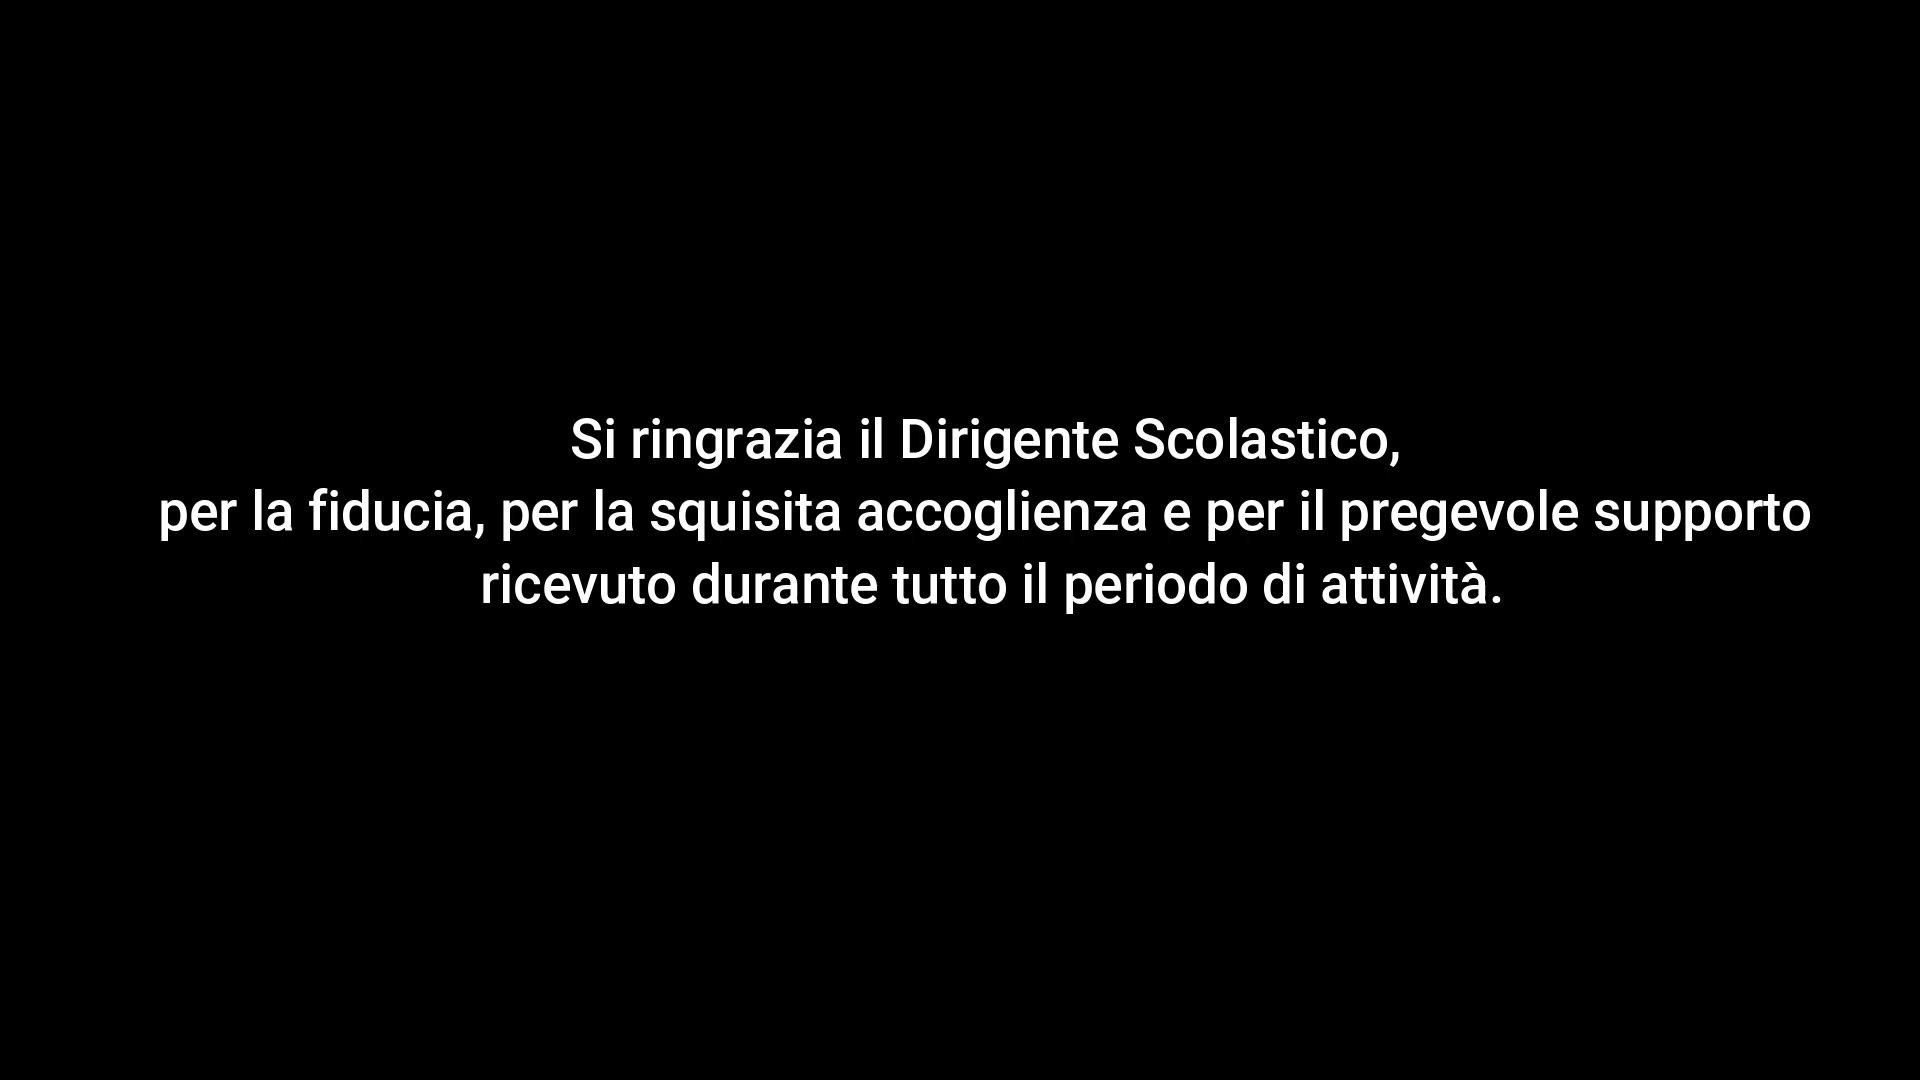 Si ringrazia il Dirigente Scolastico,
per la fiducia, per la squisita accoglienza e per il pregevole supporto
ricevuto durante tutto il periodo di attività.